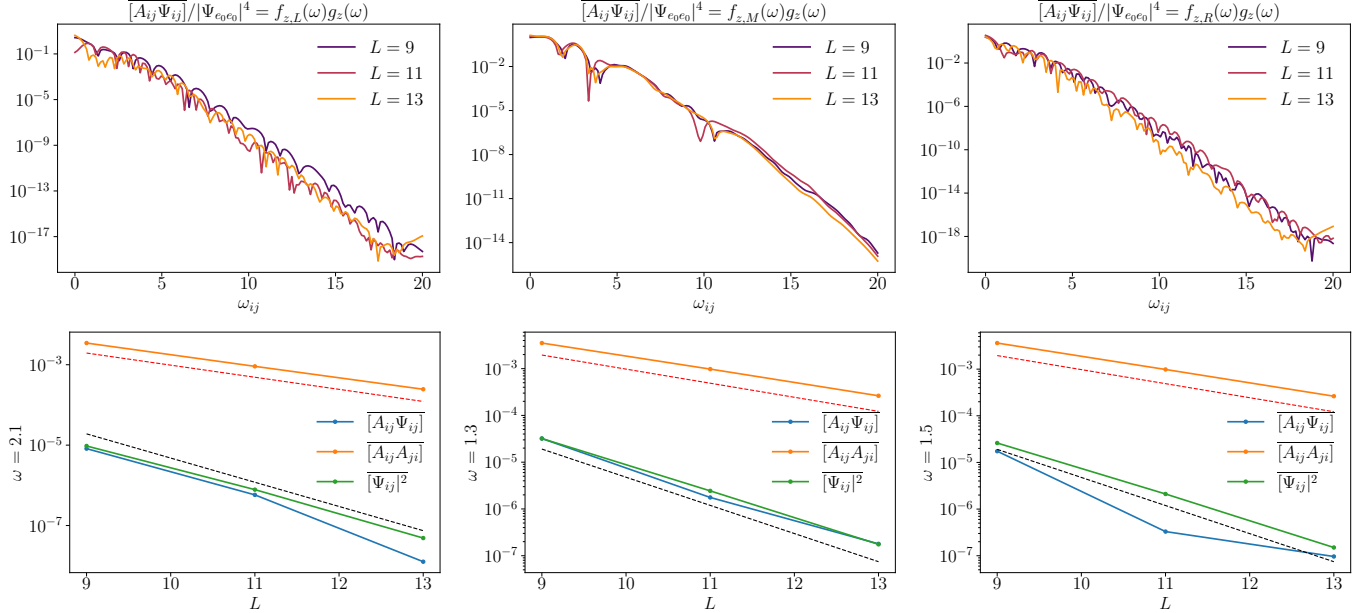 $\overline{[A_{ij}\Psi_{ij}]}/|\Psi_{e_0e_0}|^4 = f_{z,L}(\omega)g_z(\omega)$
10^{-1}
10^{-5}
10^{-9}
10^{-13}
10^{-17}
L = 9
L = 11
L = 13
0 5 10 15 20
ω_{ij}
$\overline{[A_{ij}\Psi_{ij}]}/|\Psi_{e_0e_0}|^4 = f_{z,M}(\omega)g_z(\omega)$
10^{-2}
10^{-5}
10^{-8}
10^{-11}
10^{-14}
L = 9
L = 11
L = 13
0 5 10 15 20
ω_{ij}
$\overline{[A_{ij}\Psi_{ij}]}/|\Psi_{e_0e_0}|^4 = f_{z,R}(\omega)g_z(\omega)$
10^{-2}
10^{-6}
10^{-10}
10^{-14}
10^{-18}
L = 9
L = 11
L = 13
0 5 10 15 20
ω_{ij}
ω = 2.1
10^{-3}
10^{-5}
10^{-7}
$\overline{[A_{ij}\Psi_{ij}]}$
$\overline{[A_{ij}A_{ji}]}$
$\overline{[\Psi_{ij}|^2}$
9 10 11 12 13
L
ω = 1.3
10^{-3}
10^{-4}
10^{-5}
10^{-6}
10^{-7}
$\overline{[A_{ij}\Psi_{ij}]}$
$\overline{[A_{ij}A_{ji}]}$
$\overline{[\Psi_{ij}|^2}$
9 10 11 12 13
L
ω = 1.5
10^{-3}
10^{-4}
10^{-5}
10^{-6}
10^{-7}
$\overline{[A_{ij}\Psi_{ij}]}$
$\overline{[A_{ij}A_{ji}]}$
$\overline{[\Psi_{ij}|^2}$
9 10 11 12 13
L